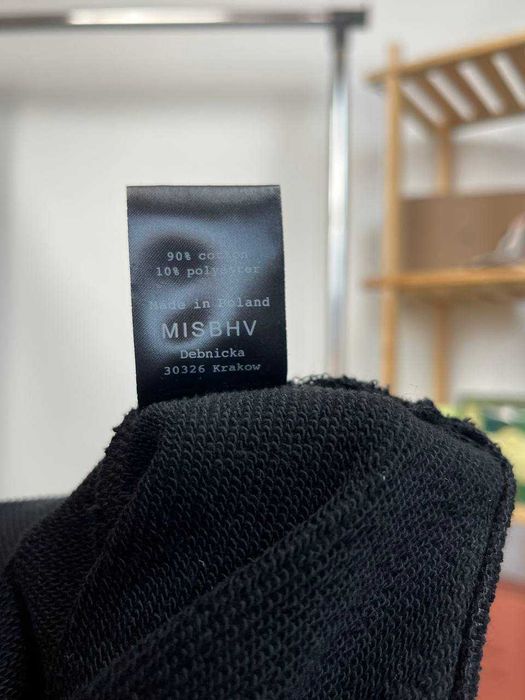 90% cotton
10% polyester
Made in Poland
MISBHV
Debnicka
30326 Krakow